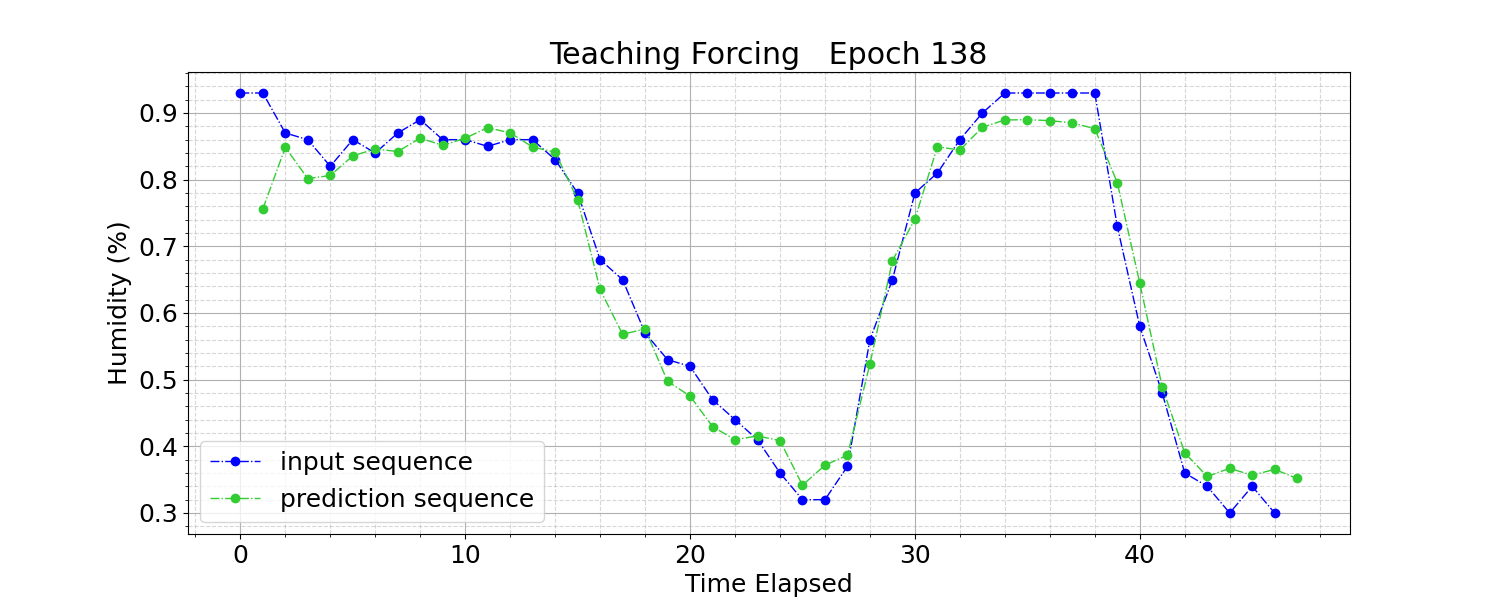 Teaching Forcing   Epoch 138
Humidity (%)
0.9
0.8
0.7
0.6
0.5
0.4
0.3
input sequence
prediction sequence
0 10 20 30 40
Time Elapsed